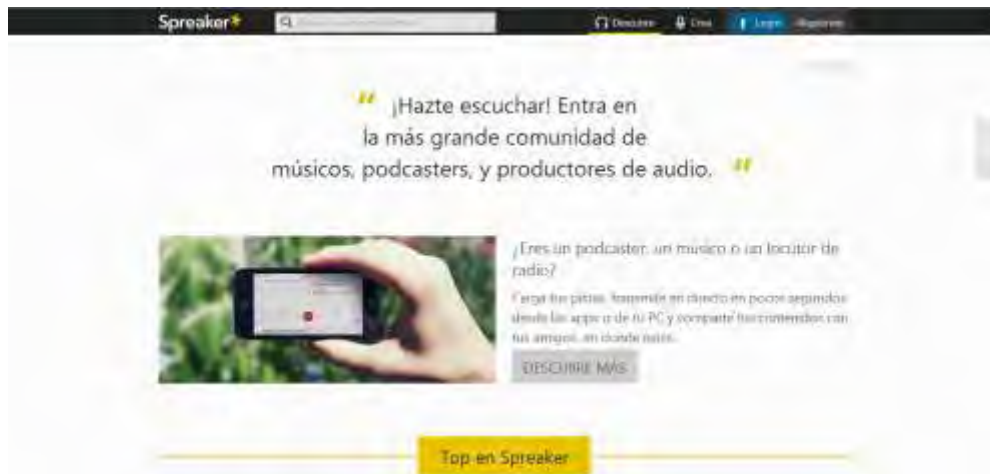 Spreaker*
Descubre
Crea
Login
Regístrate
“ ¡Hazte escuchar! Entra en
la más grande comunidad de
músicos, podcasters, y productores de audio. ”
¿Eres un podcaster, un músico o un locutor de
radio?
Carga tus pistas, transmite en directo en pocos segundos
desde las apps o de tu PC y comparte tus contenidos con
tus amigos, en donde estés.
DESCUBRE MÁS
Top en Spreaker